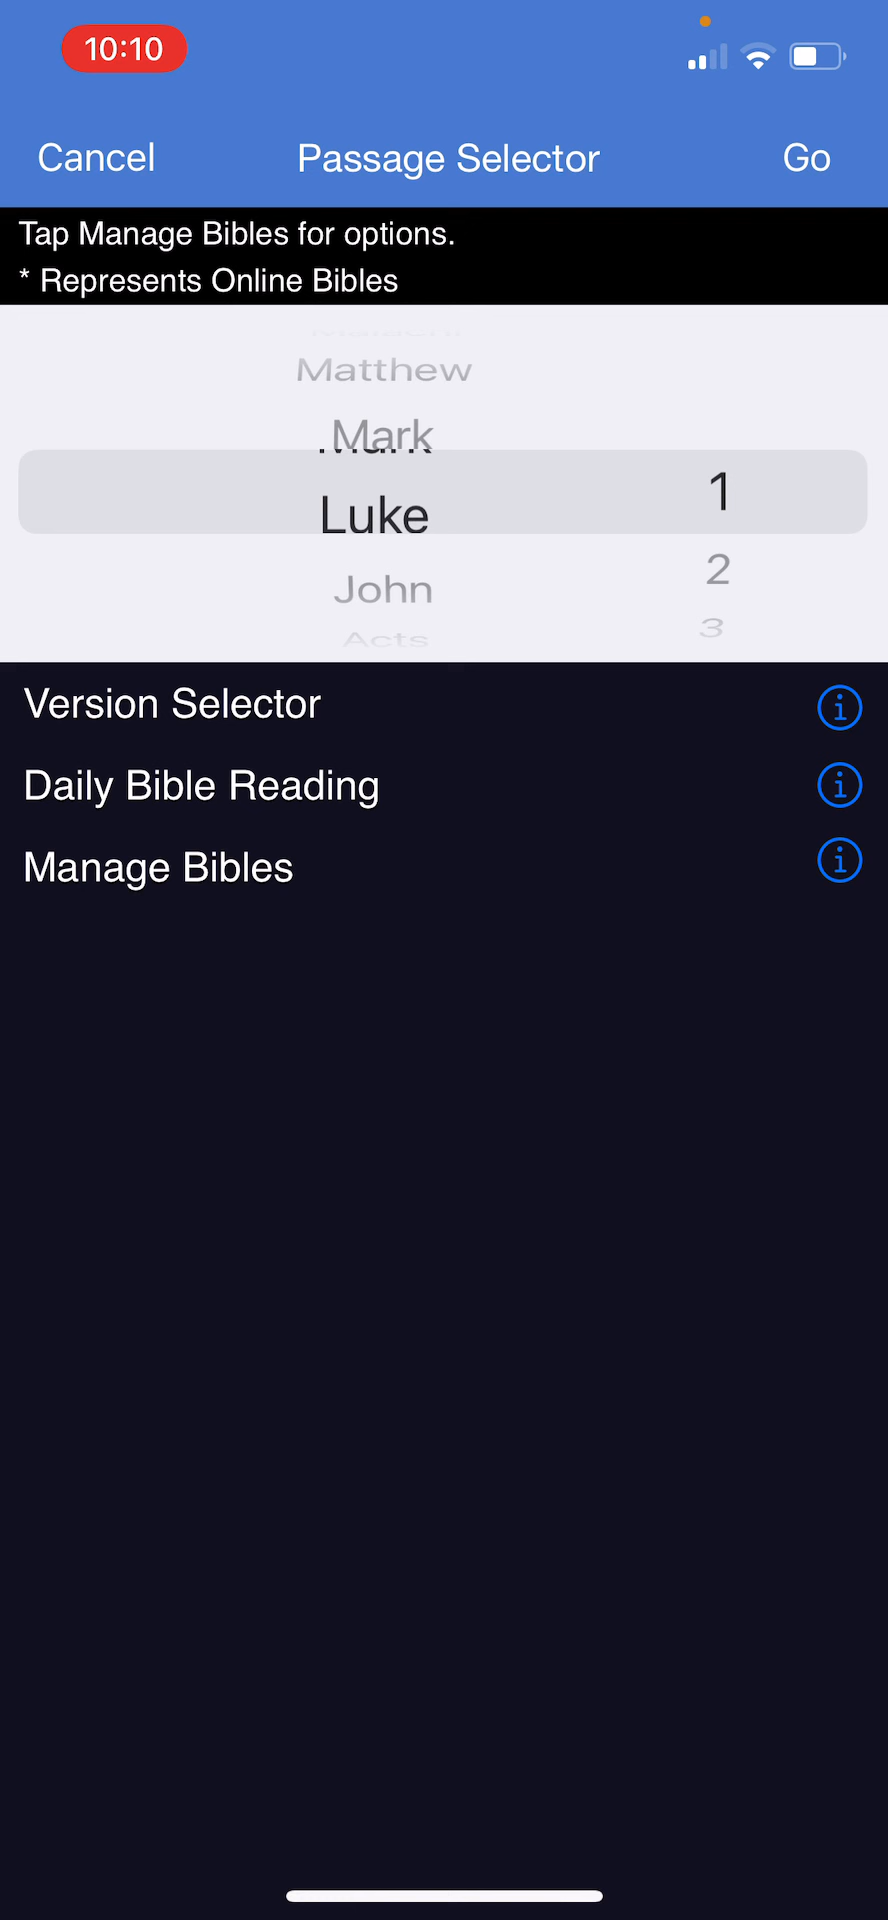 10:10
Cancel Passage Selector Go
Tap Manage Bibles for options.
* Represents Online Bibles
Matthew
Mark
Luke 1
John 2
Acts 3
Version Selector
Daily Bible Reading
Manage Bibles